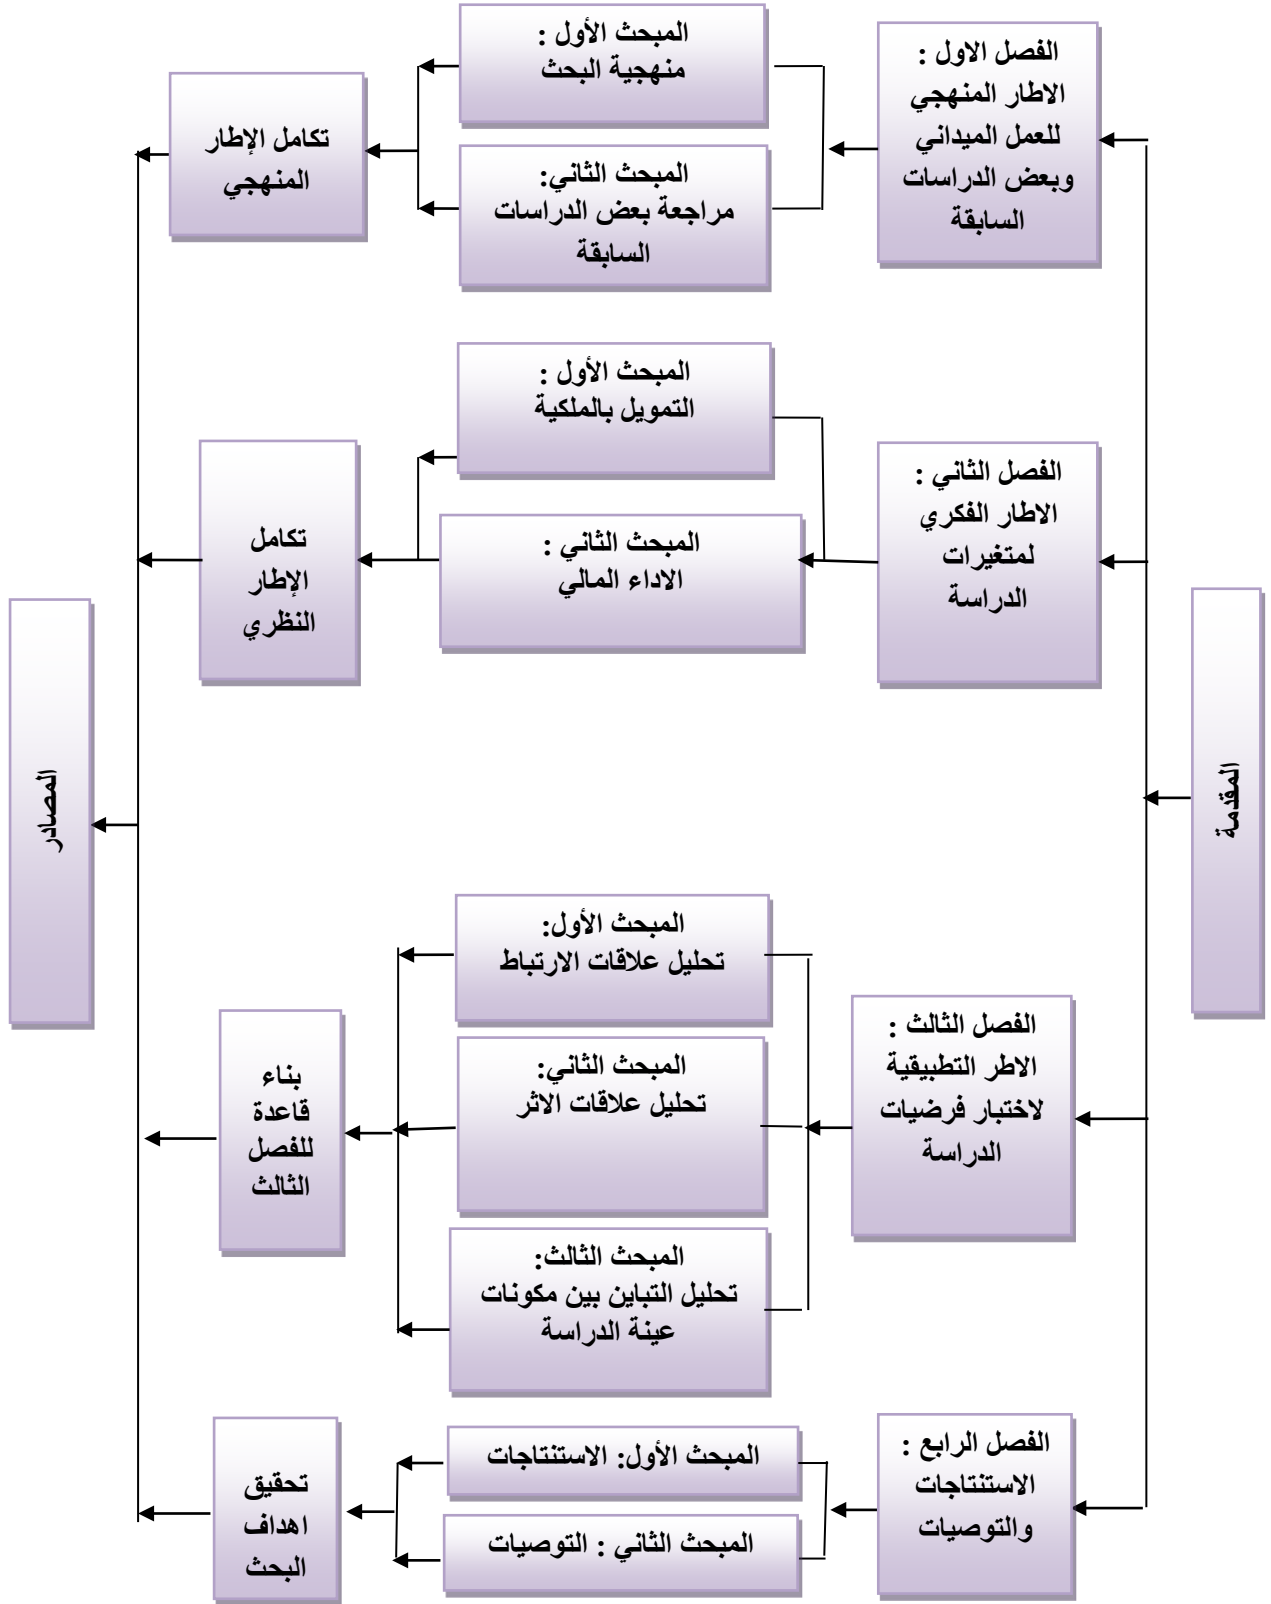 المقدمة
الفصل الاول :
الاطار المنهجي
للعمل الميداني
وبعض الدراسات
السابقة
المبحث الأول :
منهجية البحث
المبحث الثاني:
مراجعة بعض الدراسات
السابقة
تكامل الإطار
المنهجي
الفصل الثاني :
الاطار الفكري
لمتغيرات
الدراسة
المبحث الأول :
التمويل بالملكية
المبحث الثاني :
الاداء المالي
تكامل
الإطار
النظري
الفصل الثالث :
الاطر التطبيقية
لاختبار فرضيات
الدراسة
المبحث الأول:
تحليل علاقات الارتباط
المبحث الثاني:
تحليل علاقات الاثر
المبحث الثالث:
تحليل التباين بين مكونات
عينة الدراسة
بناء
قاعدة
للفصل
الثالث
الفصل الرابع :
الاستنتاجات
والتوصيات
المبحث الأول: الاستنتاجات
المبحث الثاني : التوصيات
تحقيق
اهداف
البحث
المصادر